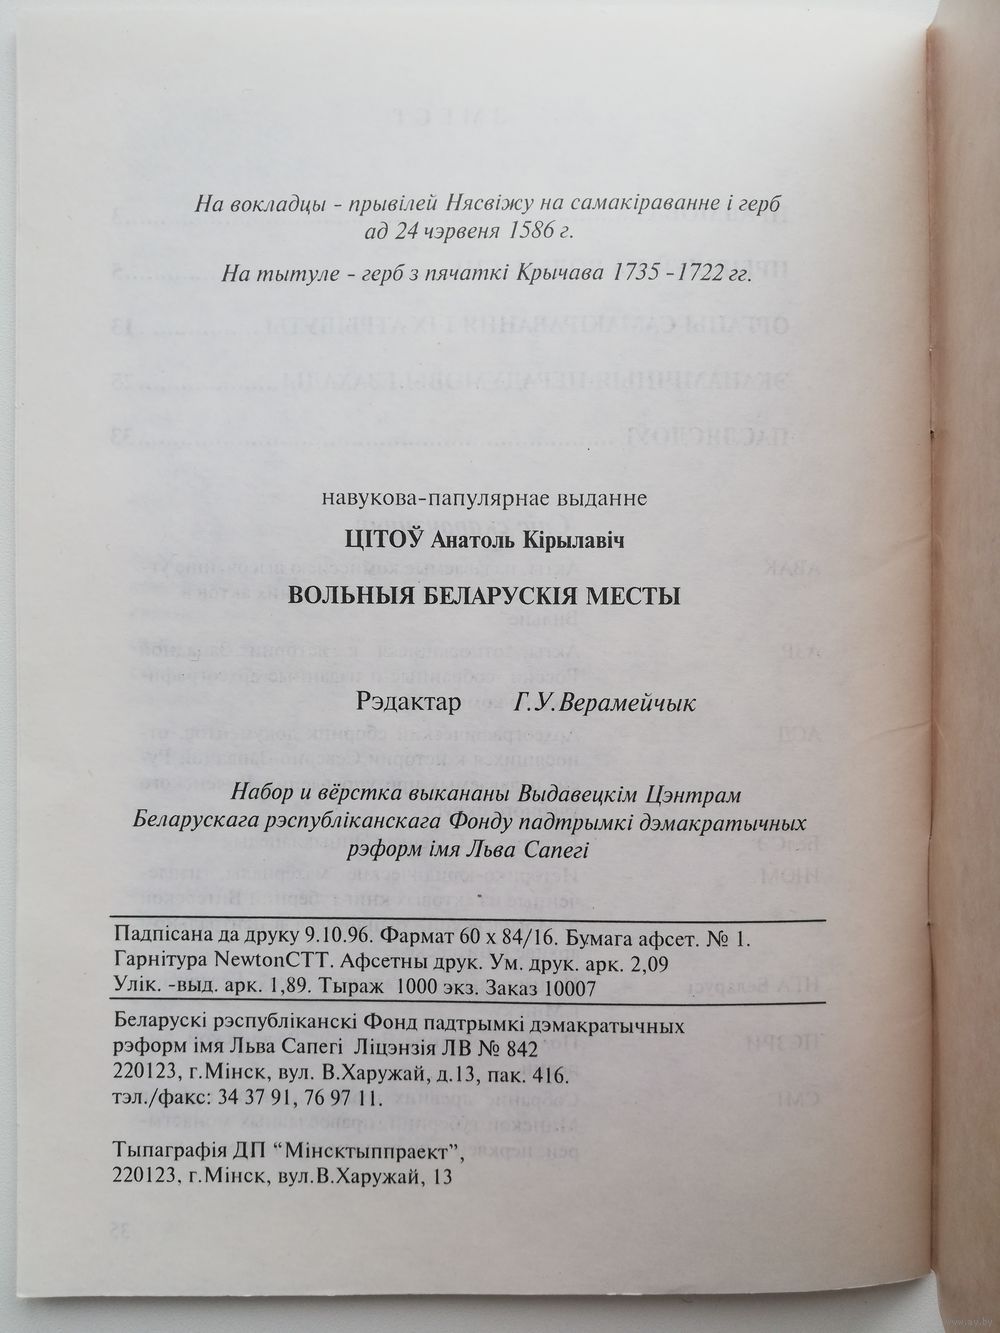 На вокладцы - прывілей Нясвіжу на самакіраванне і герб
ад 24 чэрвеня 1586 г.
На тытуле - герб з пячаткі Крычава 1735 - 1722 гг.
навукова-папулярнае выданне
ЦІТОЎ Анатоль Кірылавіч
ВОЛЬНЫЯ БЕЛАРУСКІЯ МЕСТЫ
Рэдактар Г.У.Верамейчык
Набор и вёрстка выкананы Выдавецкім Цэнтрам
Беларускага рэспубліканскага Фонду падтрымкі дэмакратычных
рэформ імя Льва Сапегі
Падпісана да друку 9.10.96. Фармат 60 х 84/16. Бумага афсет. № 1.
Гарнітура NewtonCTT. Афсетны друк. Ум. друк. арк. 2,09
Улік. -выд. арк. 1,89. Тыраж 1000 экз. Заказ 10007
Беларускі рэспубліканскі Фонд падтрымкі дэмакратычных
рэформ імя Льва Сапегі Ліцэнзія ЛВ № 842
220123, г.Мінск, вул. В.Харужай, д.13, пак. 416.
тэл./факс: 34 37 91, 76 97 11.
Тыпаграфія ДП “Мінсктыппраект”,
220123, г.Мінск, вул.В.Харужай, 13
www.ay.by